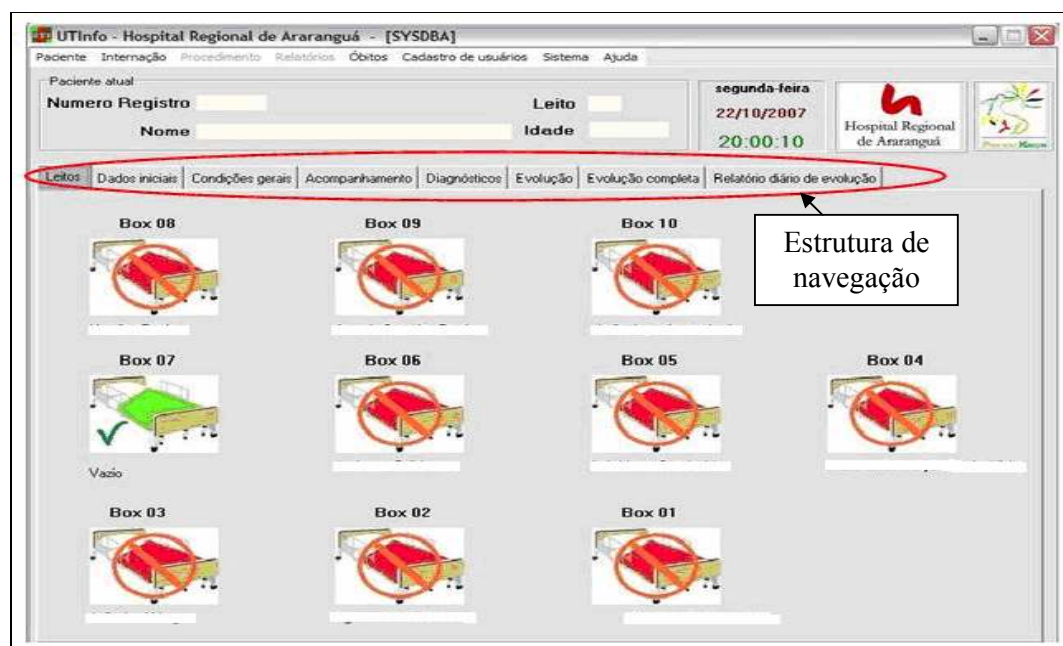 UTInfo - Hospital Regional de Araranguá - [SYSDBA]
Paciente Internação Procedimento Relatórios Óbitos Cadastro de usuários Sistema Ajuda
Paciente atual
Numero Registro
Leito
Nome
Idade
segunda-feira
22/10/2007
20:00:10
Hospital Regional
de Araranguá
Leitos Dados iniciais Condições gerais Acompanhamento Diagnósticos Evolução Evolução completa Relatório diário de evolução
Estrutura de
navegação
Box 08 Box 09 Box 10
Box 07 Box 06 Box 05 Box 04
Vazio
Box 03 Box 02 Box 01